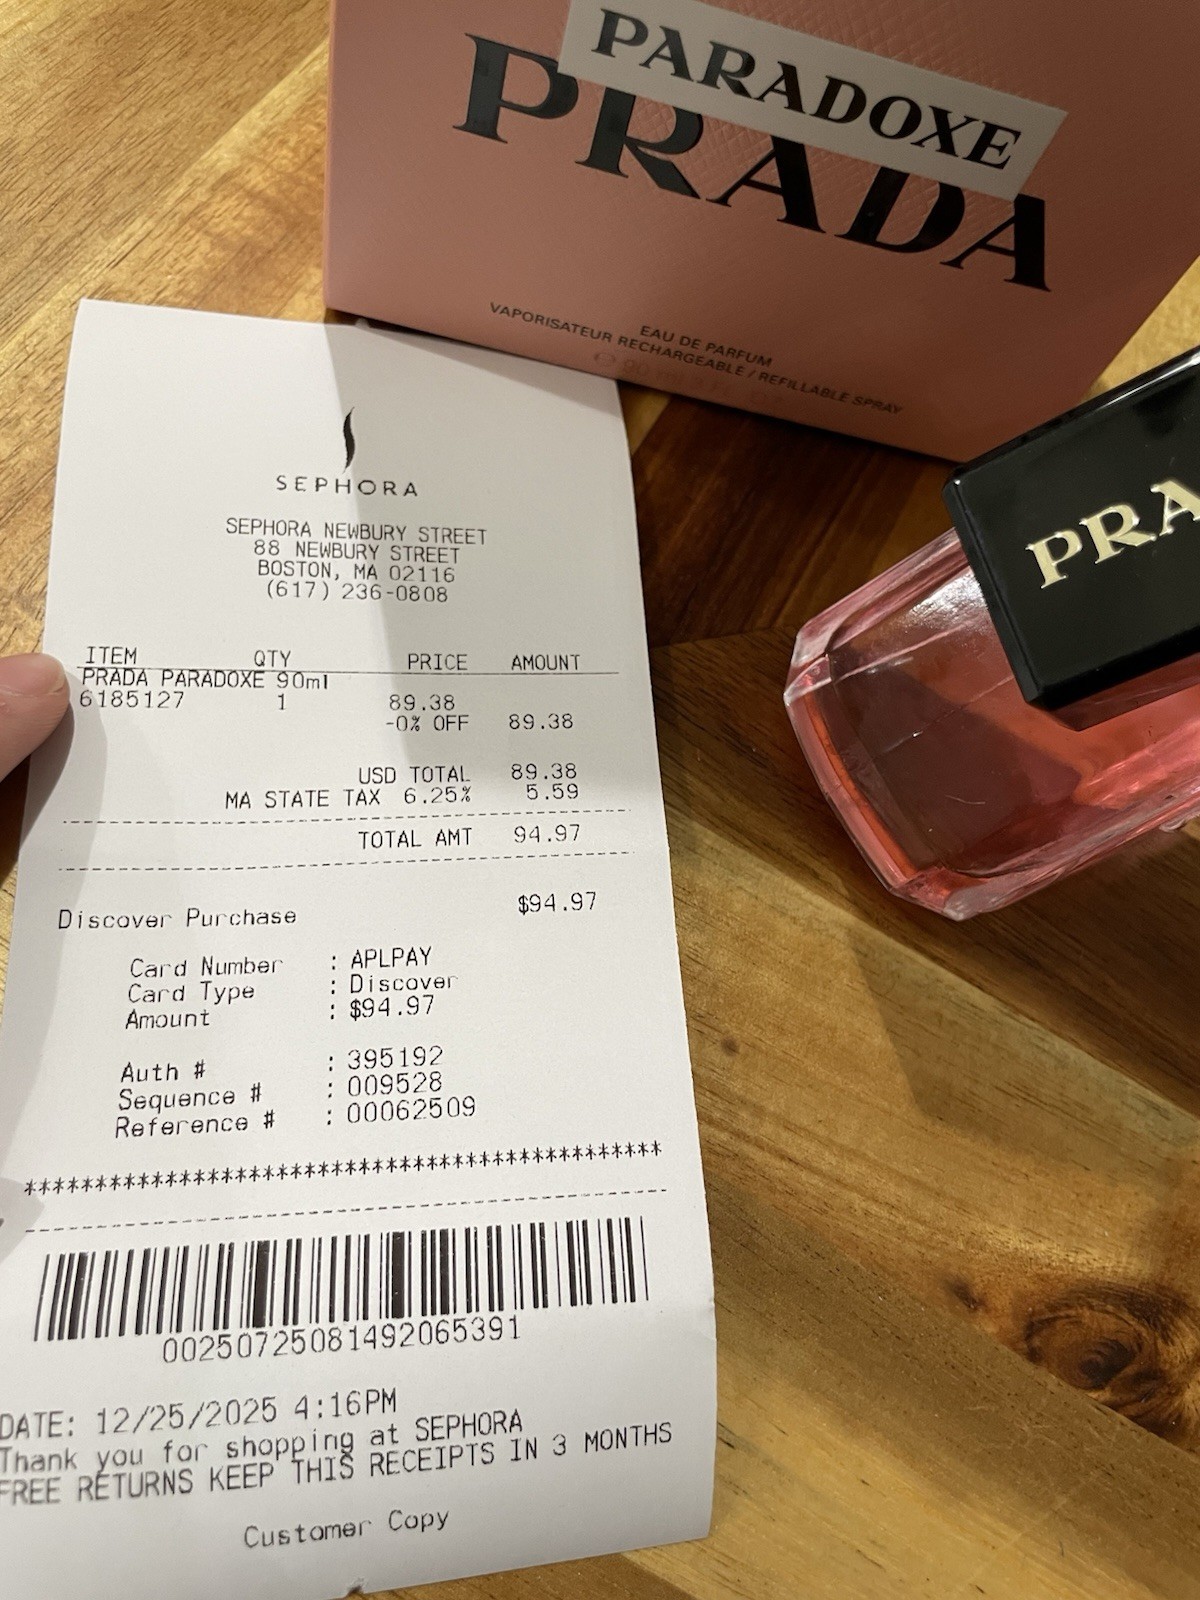 PARADOXE
PRADA
EAU DE PARFUM
VAPORISATEUR RECHARGEABLE / REFILLABLE SPRAY
PRA
SEPHORA
SEPHORA NEWBURY STREET
88 NEWBURY STREET
BOSTON, MA 02116
(617) 236-0808
ITEM QTY PRICE AMOUNT
PRADA PARADOXE 90ml
6185127 1 89.38
-0% OFF 89.38
USD TOTAL 89.38
MA STATE TAX 6.25% 5.59
TOTAL AMT 94.97
Discover Purchase $94.97
Card Number : APLPAY
Card Type : Discover
Amount : $94.97
Auth # : 395192
Sequence # : 009528
Reference # : 00062509
*********************************************
00250725081492065391
DATE: 12/25/2025 4:16PM
Thank you for shopping at SEPHORA
FREE RETURNS KEEP THIS RECEIPTS IN 3 MONTHS
Customer Copy